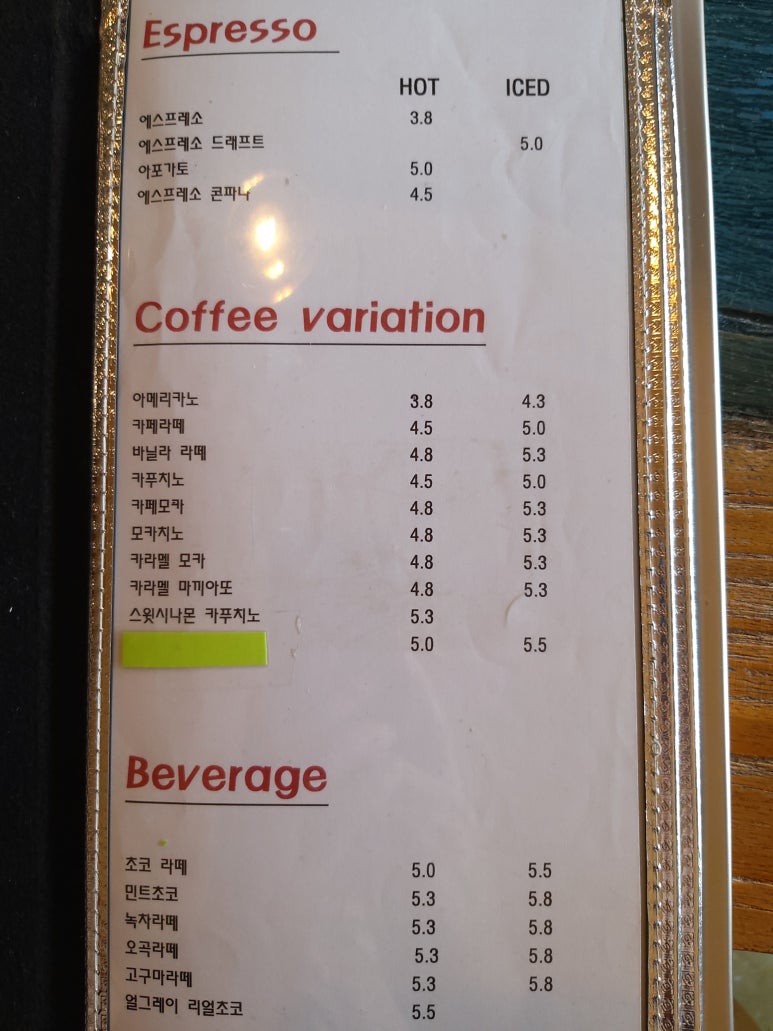 Espresso
HOT ICED
에스프레소 3.8
에스프레소 드래프트 5.0
아포가토 5.0
에스프레소 콘파나 4.5
Coffee variation
아메리카노 3.8 4.3
카페라떼 4.5 5.0
바닐라 라떼 4.8 5.3
카푸치노 4.5 5.0
카페모카 4.8 5.3
모카치노 4.8 5.3
카라멜 모카 4.8 5.3
카라멜 마끼아또 4.8 5.3
스윗시나몬 카푸치노 5.3
5.0 5.5
Beverage
초코 라떼 5.0 5.5
민트초코 5.3 5.8
녹차라떼 5.3 5.8
오곡라떼 5.3 5.8
고구마라떼 5.3 5.8
얼그레이 리얼초코 5.5